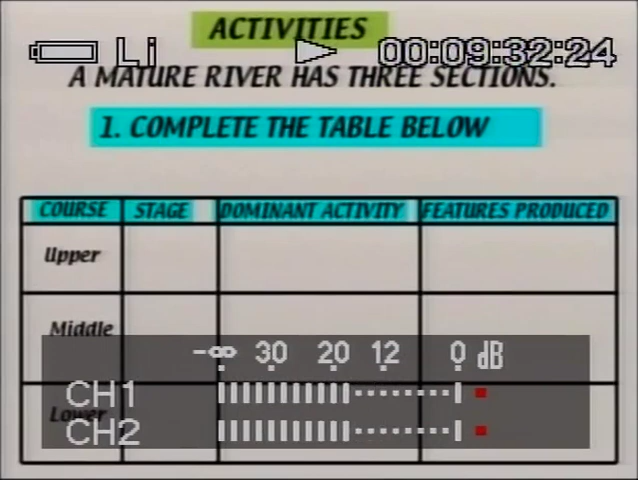 ACTIVITIES
Li 00:09:32:24
A MATURE RIVER HAS THREE SECTIONS.
1. COMPLETE THE TABLE BELOW
COURSE STAGE DOMINANT ACTIVITY FEATURES PRODUCED
Upper
Middle
-∞ 30 20 12 0 dB
CH1
Lower
CH2